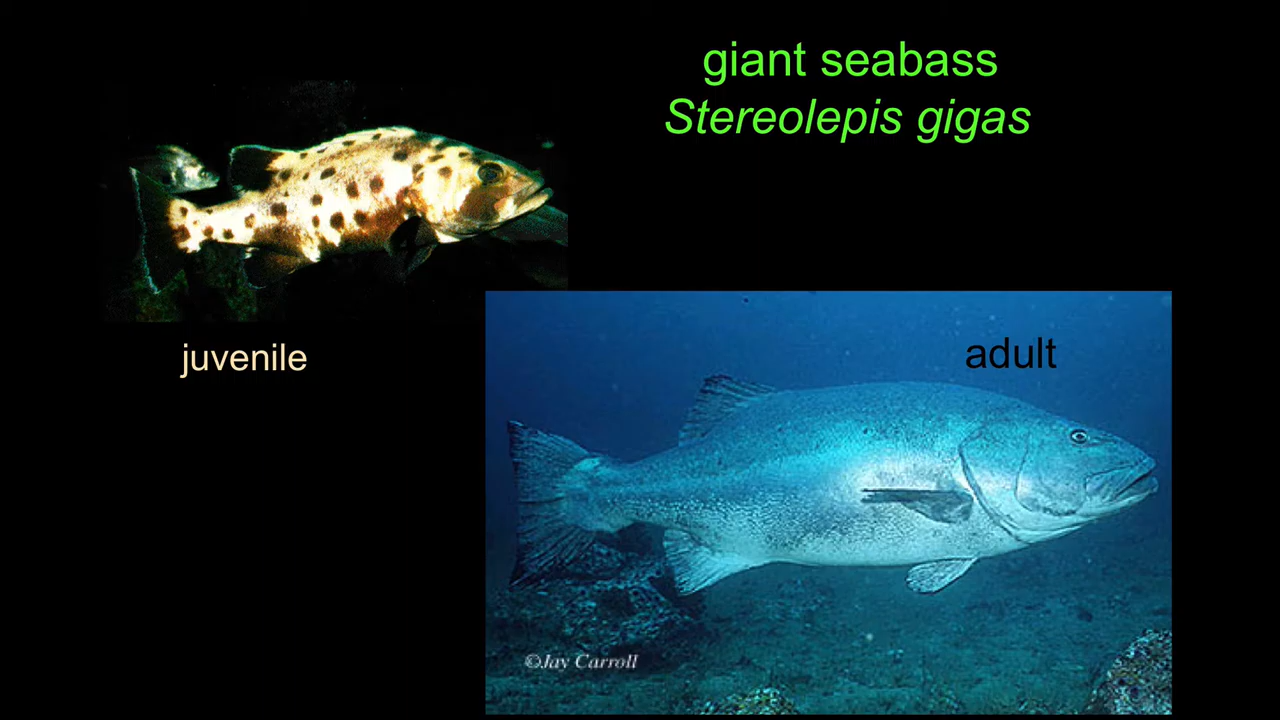 giant seabass
Stereolepis gigas
juvenile
adult
©Jay Carroll